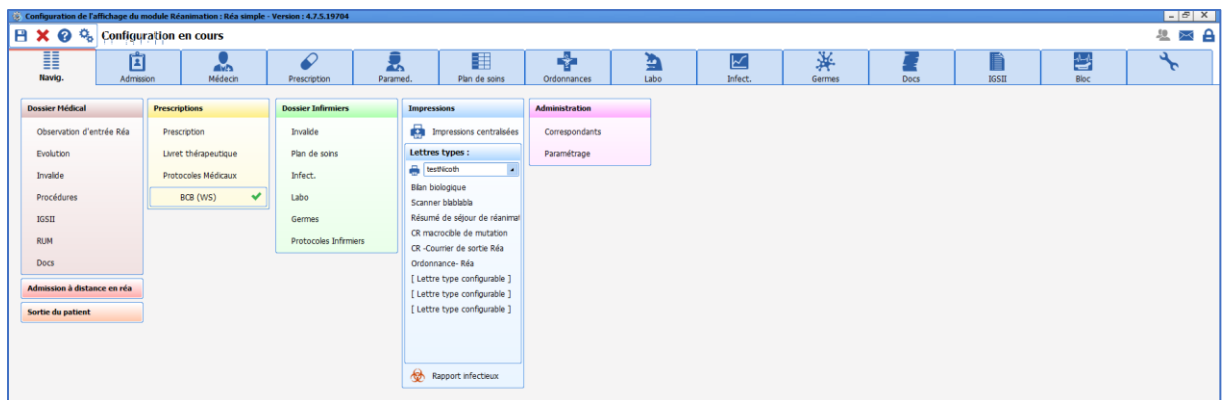 Configuration de l'affichage du module Réanimation : Réa simple - Version : 4.7.5.19704
Configuration en cours
Navig.
Admission
Médecin
Prescription
Paramed.
Plan de soins
Ordonnances
Labo
Infect.
Germes
Docs
IGSII
Bloc
Dossier Médical
Observation d'entrée Réa
Evolution
Invalide
Procédures
IGSII
RUM
Docs
Admission à distance en réa
Sortie du patient
Prescriptions
Prescription
Livret thérapeutique
Protocoles Médicaux
BCB (WS)
Dossier Infirmiers
Invalide
Plan de soins
Infect.
Labo
Germes
Protocoles Infirmiers
Impressions
Impressions centralisées
Lettres types :
testNicoth
Bilan biologique
Scanner blablabla
Résumé de séjour de réanimat
CR macrocible de mutation
CR -Courrier de sortie Réa
Ordonnance- Réa
[ Lettre type configurable ]
[ Lettre type configurable ]
[ Lettre type configurable ]
Rapport infectieux
Administration
Correspondants
Paramétrage